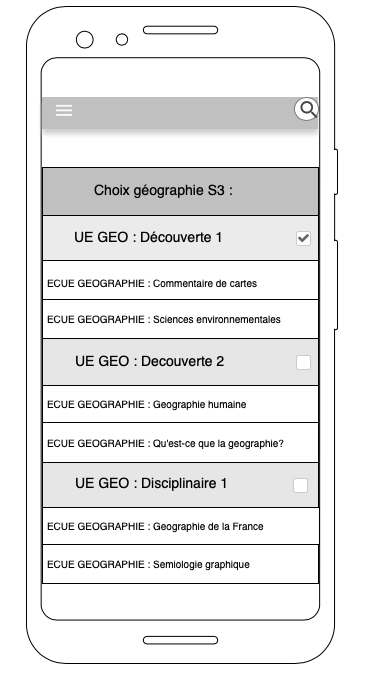 Choix géographie S3 :
UE GEO : Découverte 1
ECUE GEOGRAPHIE : Commentaire de cartes
ECUE GEOGRAPHIE : Sciences environnementales
UE GEO : Decouverte 2
ECUE GEOGRAPHIE : Geographie humaine
ECUE GEOGRAPHIE : Qu'est-ce que la geographie?
UE GEO : Disciplinaire 1
ECUE GEOGRAPHIE : Geographie de la France
ECUE GEOGRAPHIE : Semiologie graphique